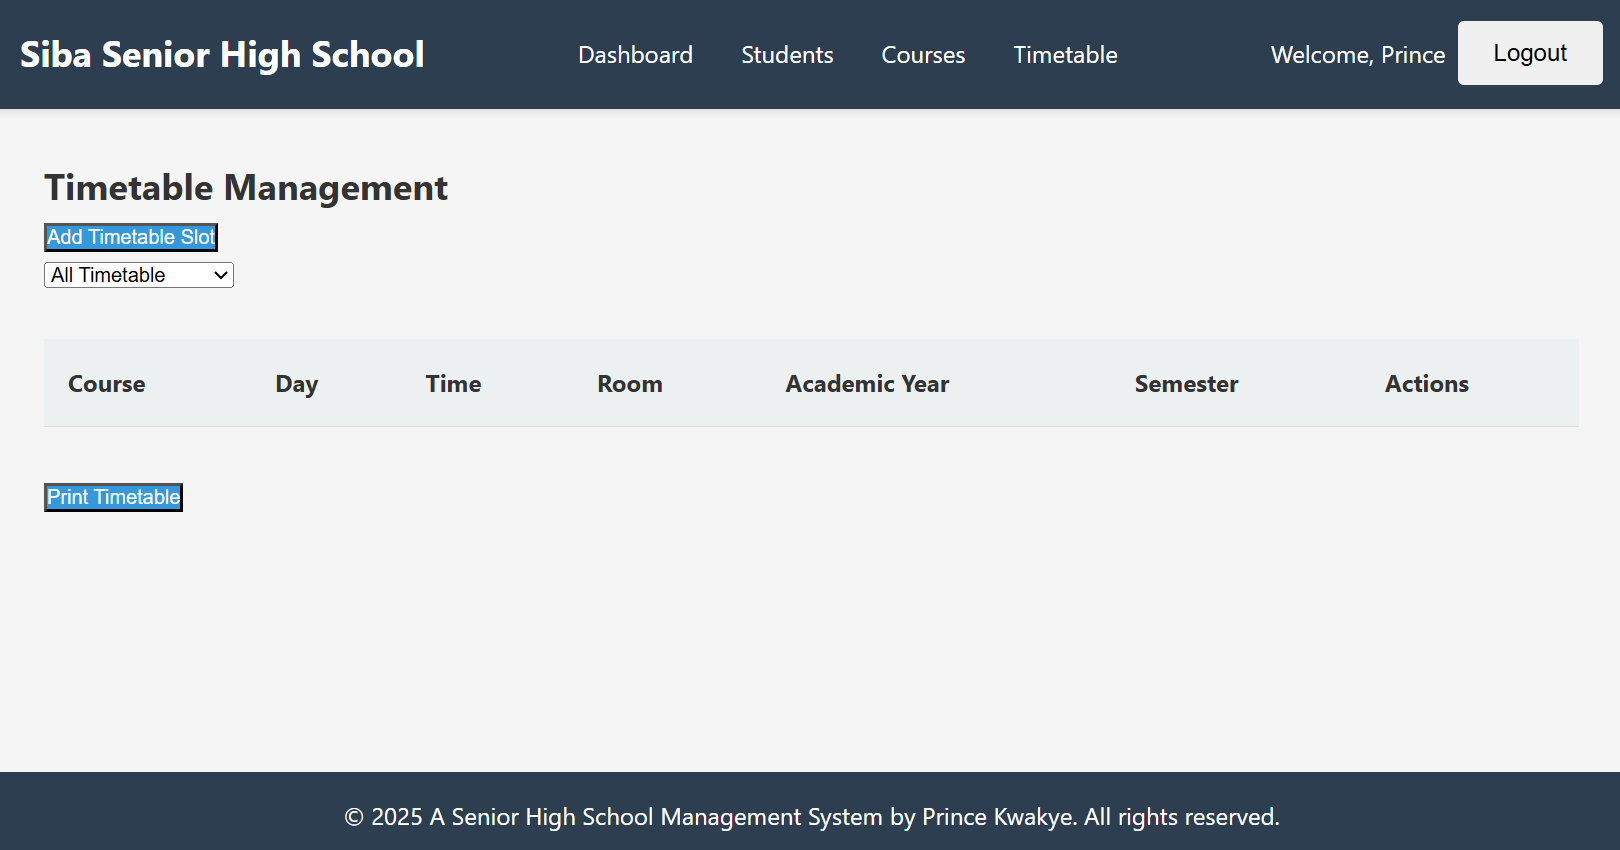 Siba Senior High School
Dashboard Students Courses Timetable
Welcome, Prince Logout
Timetable Management
Add Timetable Slot
All Timetable
Course Day Time Room Academic Year Semester Actions
Print Timetable
© 2025 A Senior High School Management System by Prince Kwakye. All rights reserved.